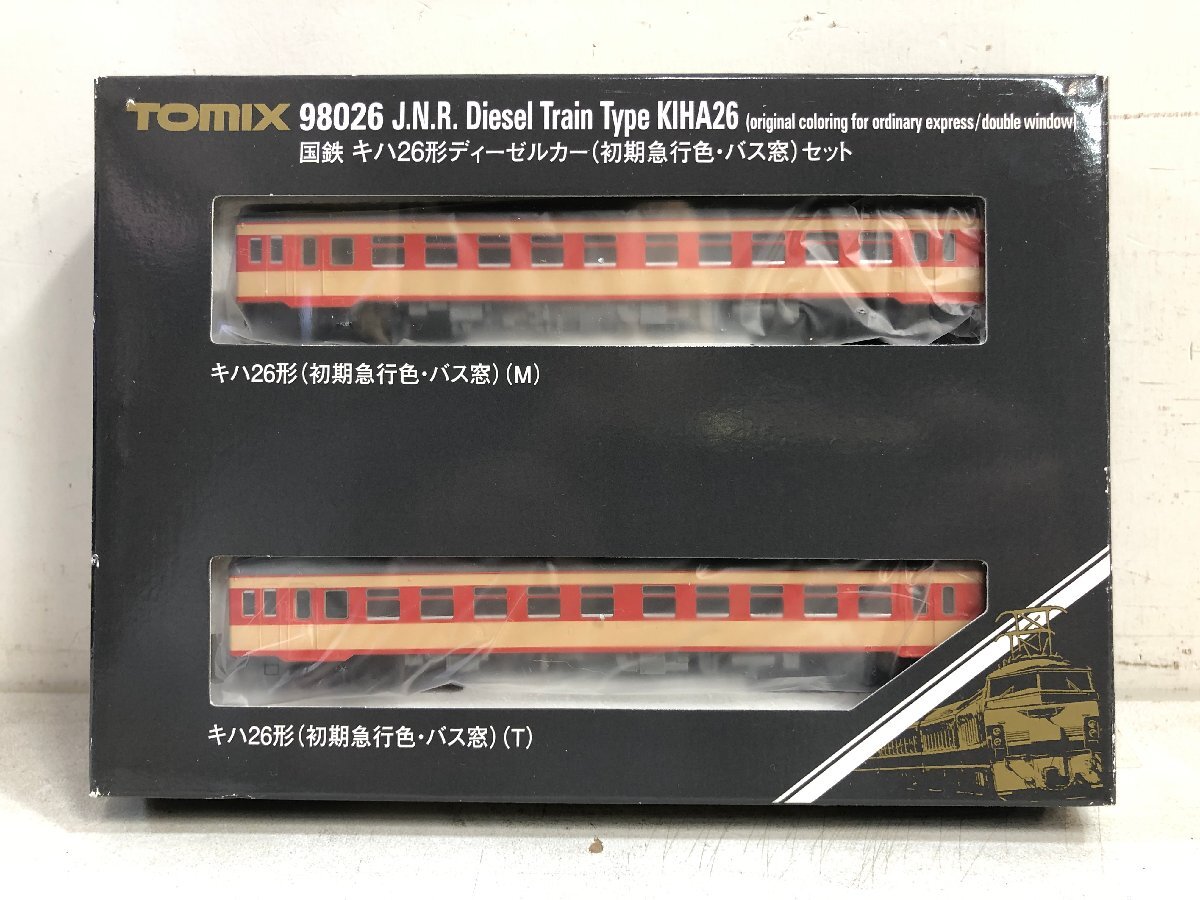 TOMIX 98026 J.N.R. Diesel Train Type KIHA26 (original coloring for ordinary express/double window)
国鉄 キハ26形ディーゼルカー(初期急行色・バス窓)セット
キハ26形(初期急行色・バス窓)(M)
キハ26形(初期急行色・バス窓)(T)